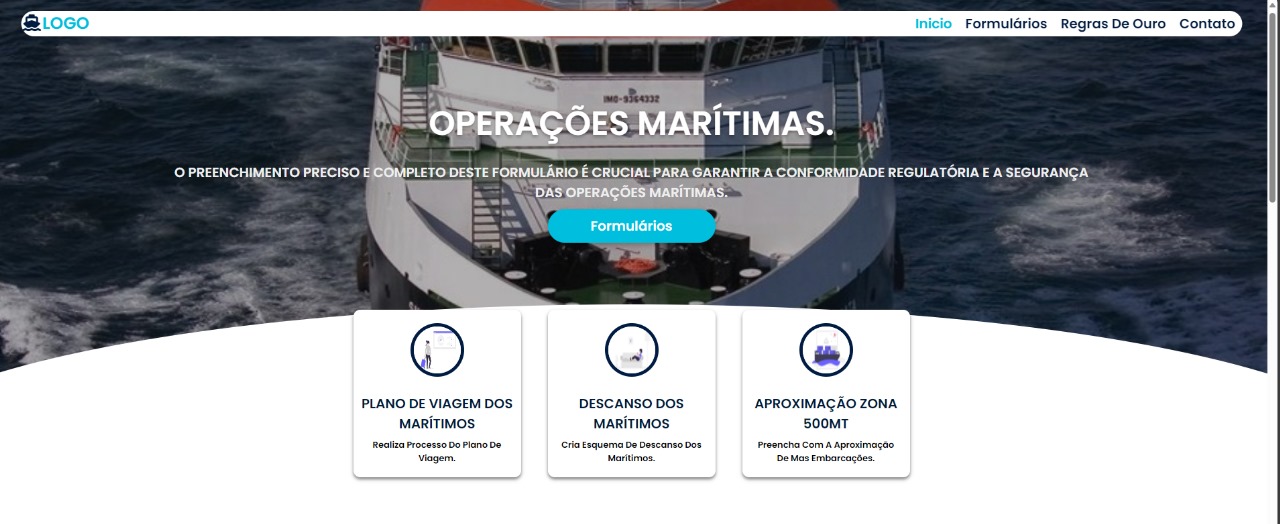 LOGO
Inicio Formulários Regras De Ouro Contato
IMO-9364332
OPERAÇÕES MARÍTIMAS.
O PREENCHIMENTO PRECISO E COMPLETO DESTE FORMULÁRIO É CRUCIAL PARA GARANTIR A CONFORMIDADE REGULATÓRIA E A SEGURANÇA
DAS OPERAÇÕES MARÍTIMAS.
Formulários
PLANO DE VIAGEM DOS
MARÍTIMOS
Realiza Processo Do Plano De
Viagem.
DESCANSO DOS
MARÍTIMOS
Cria Esquema De Descanso Dos
Marítimos.
APROXIMAÇÃO ZONA
500MT
Preencha Com A Aproximação
De Mas Embarcações.